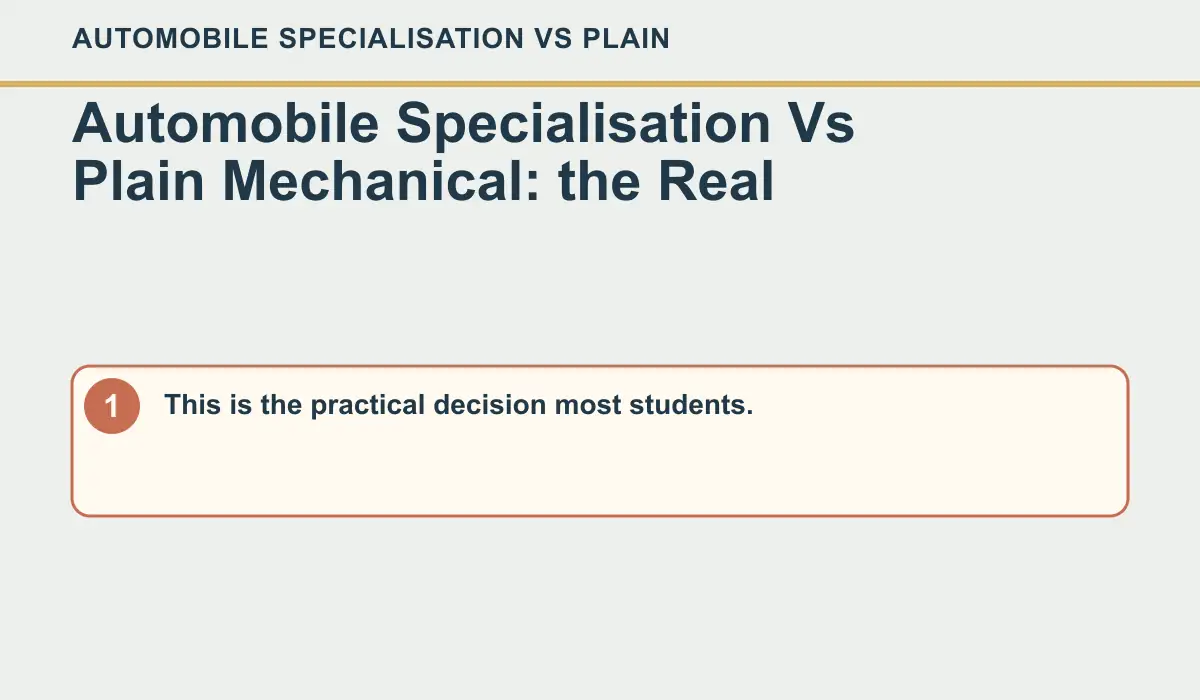 AUTOMOBILE SPECIALISATION VS PLAIN
Automobile Specialisation Vs
Plain Mechanical: the Real
1 This is the practical decision most students.